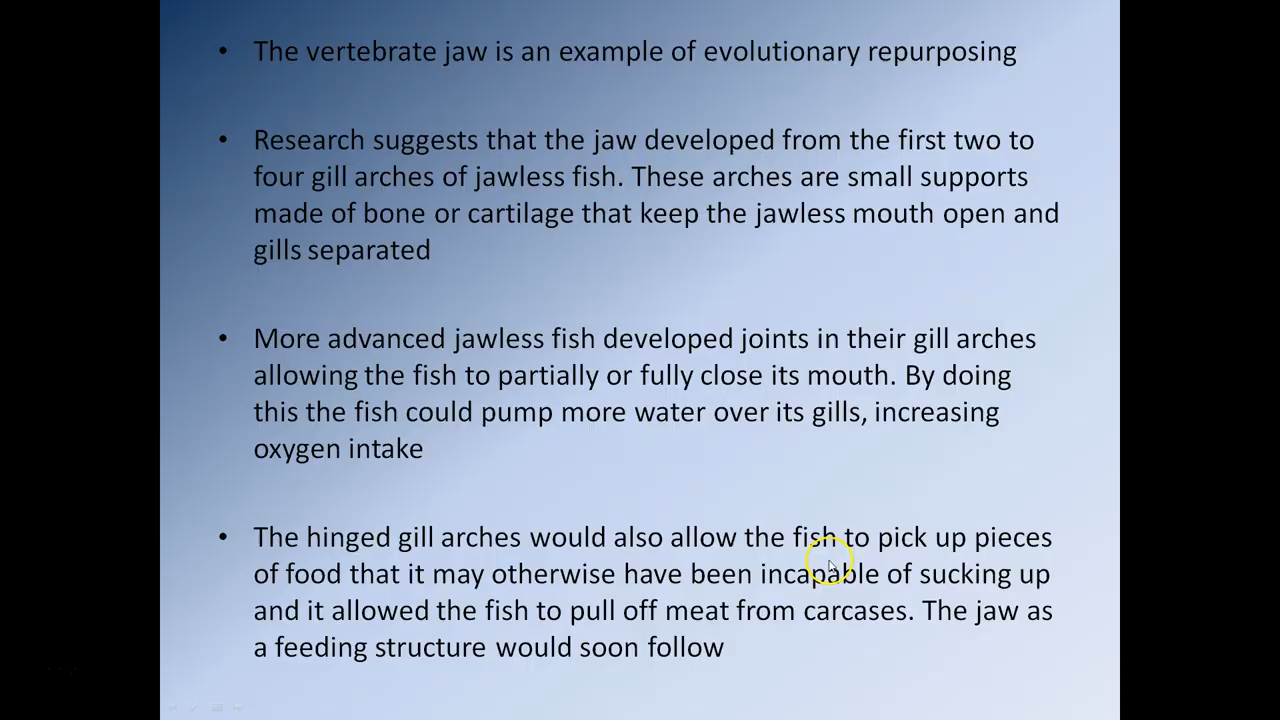 • The vertebrate jaw is an example of evolutionary repurposing
• Research suggests that the jaw developed from the first two to
four gill arches of jawless fish. These arches are small supports
made of bone or cartilage that keep the jawless mouth open and
gills separated
• More advanced jawless fish developed joints in their gill arches
allowing the fish to partially or fully close its mouth. By doing
this the fish could pump more water over its gills, increasing
oxygen intake
• The hinged gill arches would also allow the fish to pick up pieces
of food that it may otherwise have been incapable of sucking up
and it allowed the fish to pull off meat from carcases. The jaw as
a feeding structure would soon follow